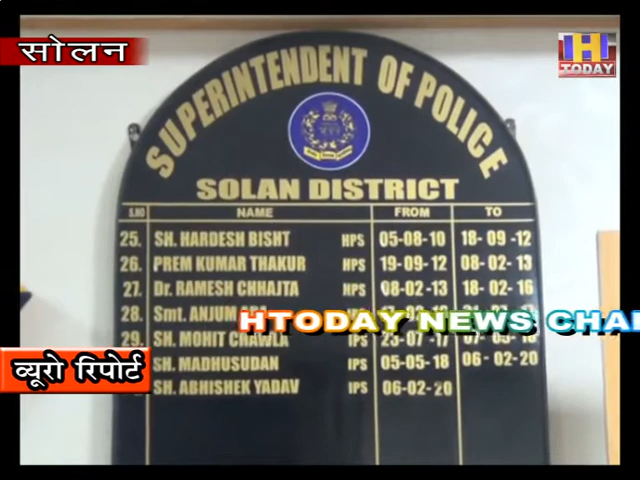 सोलन
H
TODAY
SUPERINTENDENT OF POLICE
SOLAN DISTRICT
S.NO NAME FROM TO
25. SH. HARDESH BISHT HPS 05-08-10 18-09-12
26. PREM KUMAR THAKUR HPS 19-09-12 08-02-13
27. Dr. RAMESH CHHAJTA HPS 08-02-13 18-02-16
28. Smt. ANJUM
HTODAY NEWS CHA
29. SH. MOHIT CHAWLA IPS 23-07-17
SH. MADHUSUDAN IPS 05-05-18 06-02-20
व्यूरो रिपोर्ट
SH. ABHISHEK YADAV IPS 06-02-20